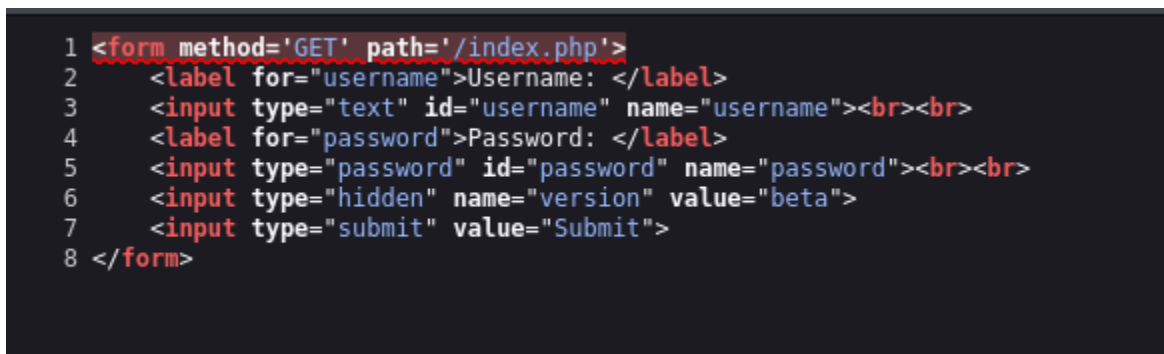 1 <form method='GET' path='/index.php'>
2     <label for="username">Username: </label>
3     <input type="text" id="username" name="username"><br><br>
4     <label for="password">Password: </label>
5     <input type="password" id="password" name="password"><br><br>
6     <input type="hidden" name="version" value="beta">
7     <input type="submit" value="Submit">
8 </form>